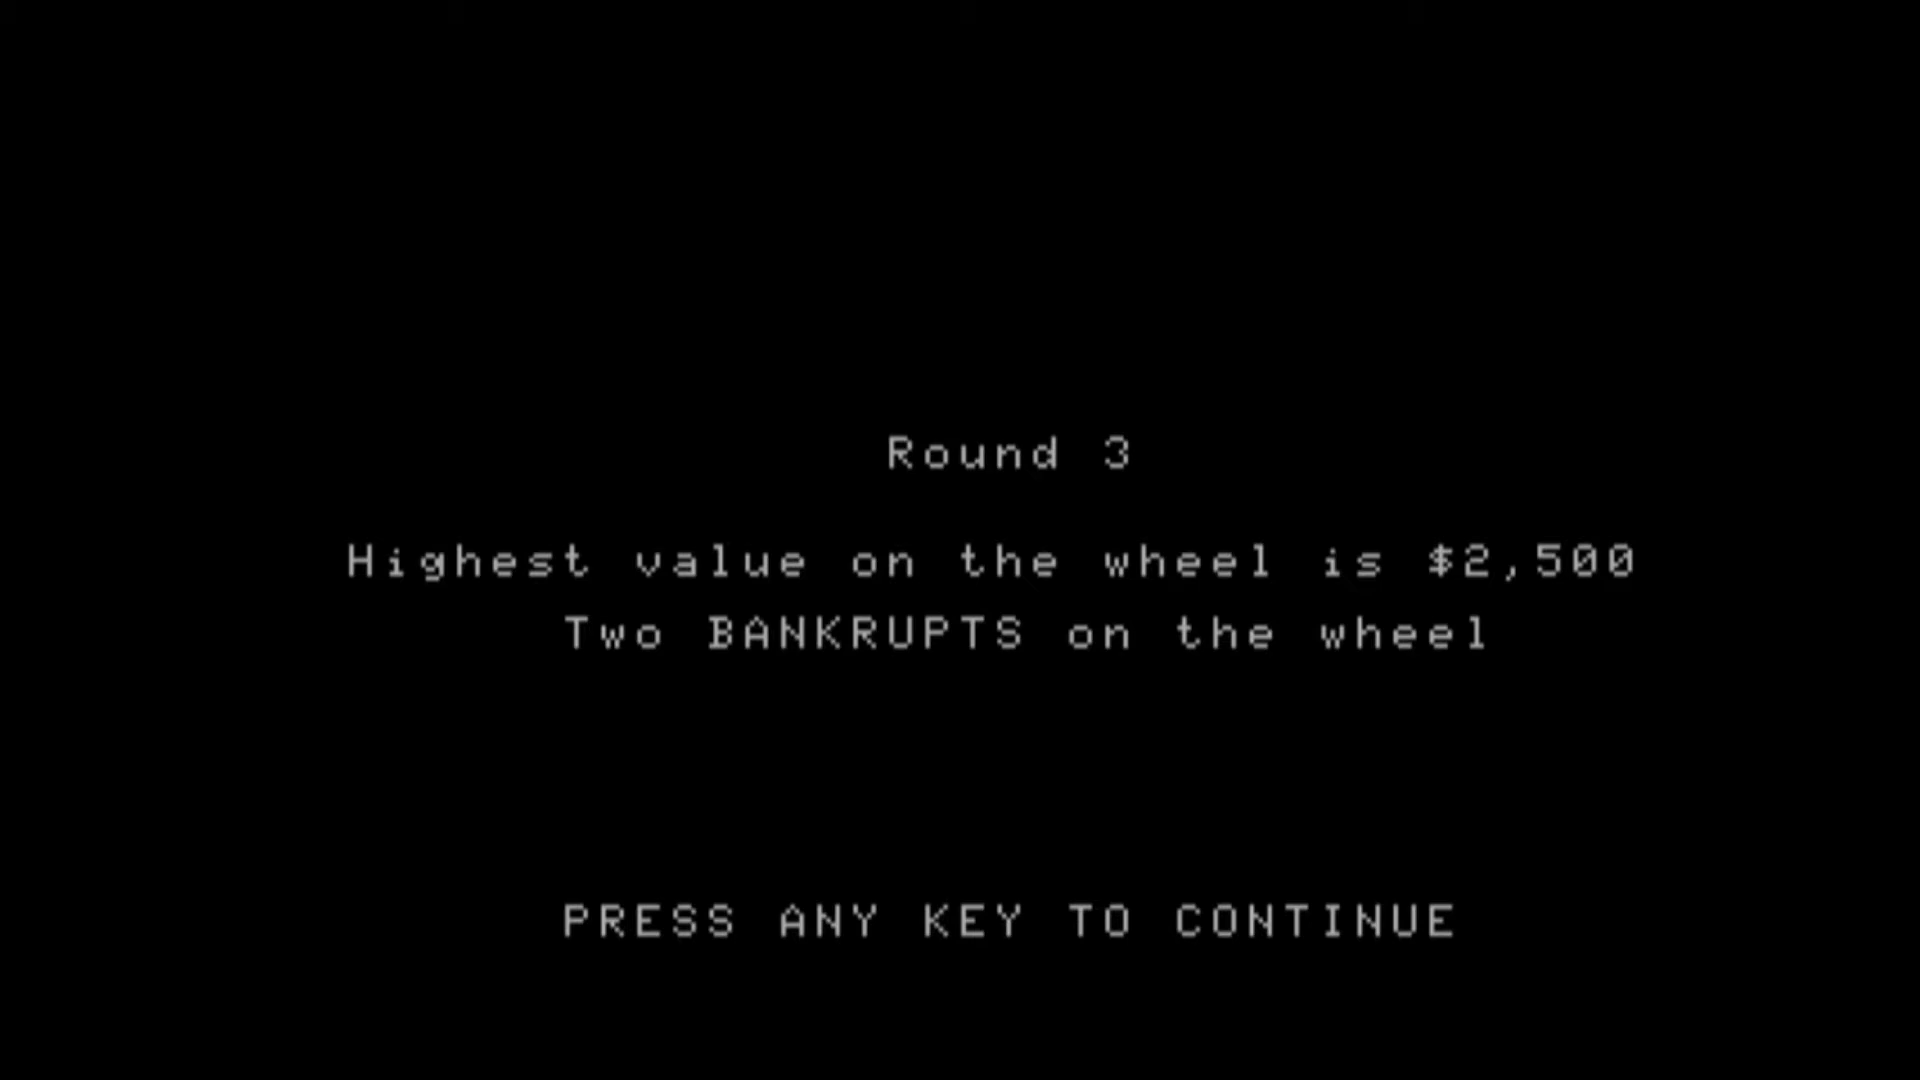 Round 3
Highest value on the wheel is $2,500
Two BANKRUPTS on the wheel
PRESS ANY KEY TO CONTINUE